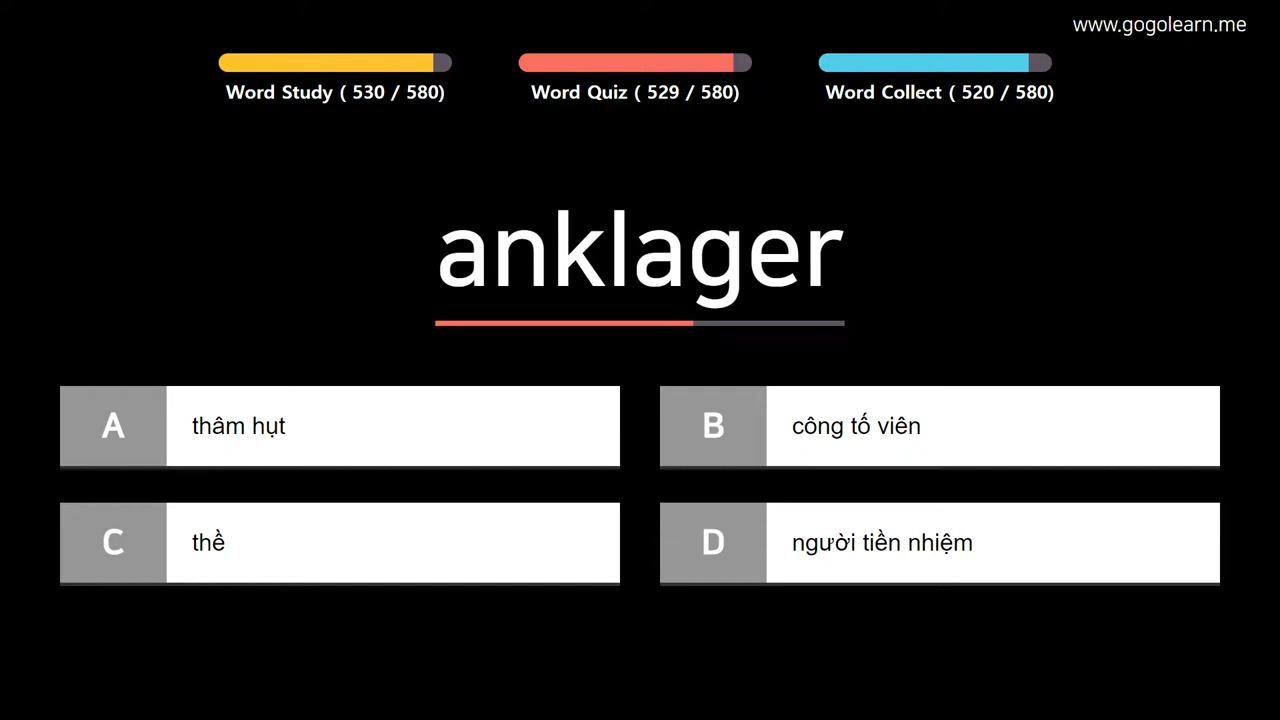 www.gogolearn.me
Word Study ( 530 / 580)
Word Quiz ( 529 / 580)
Word Collect ( 520 / 580)
anklager
A
thâm hụt
B
công tố viên
C
thề
D
người tiền nhiệm